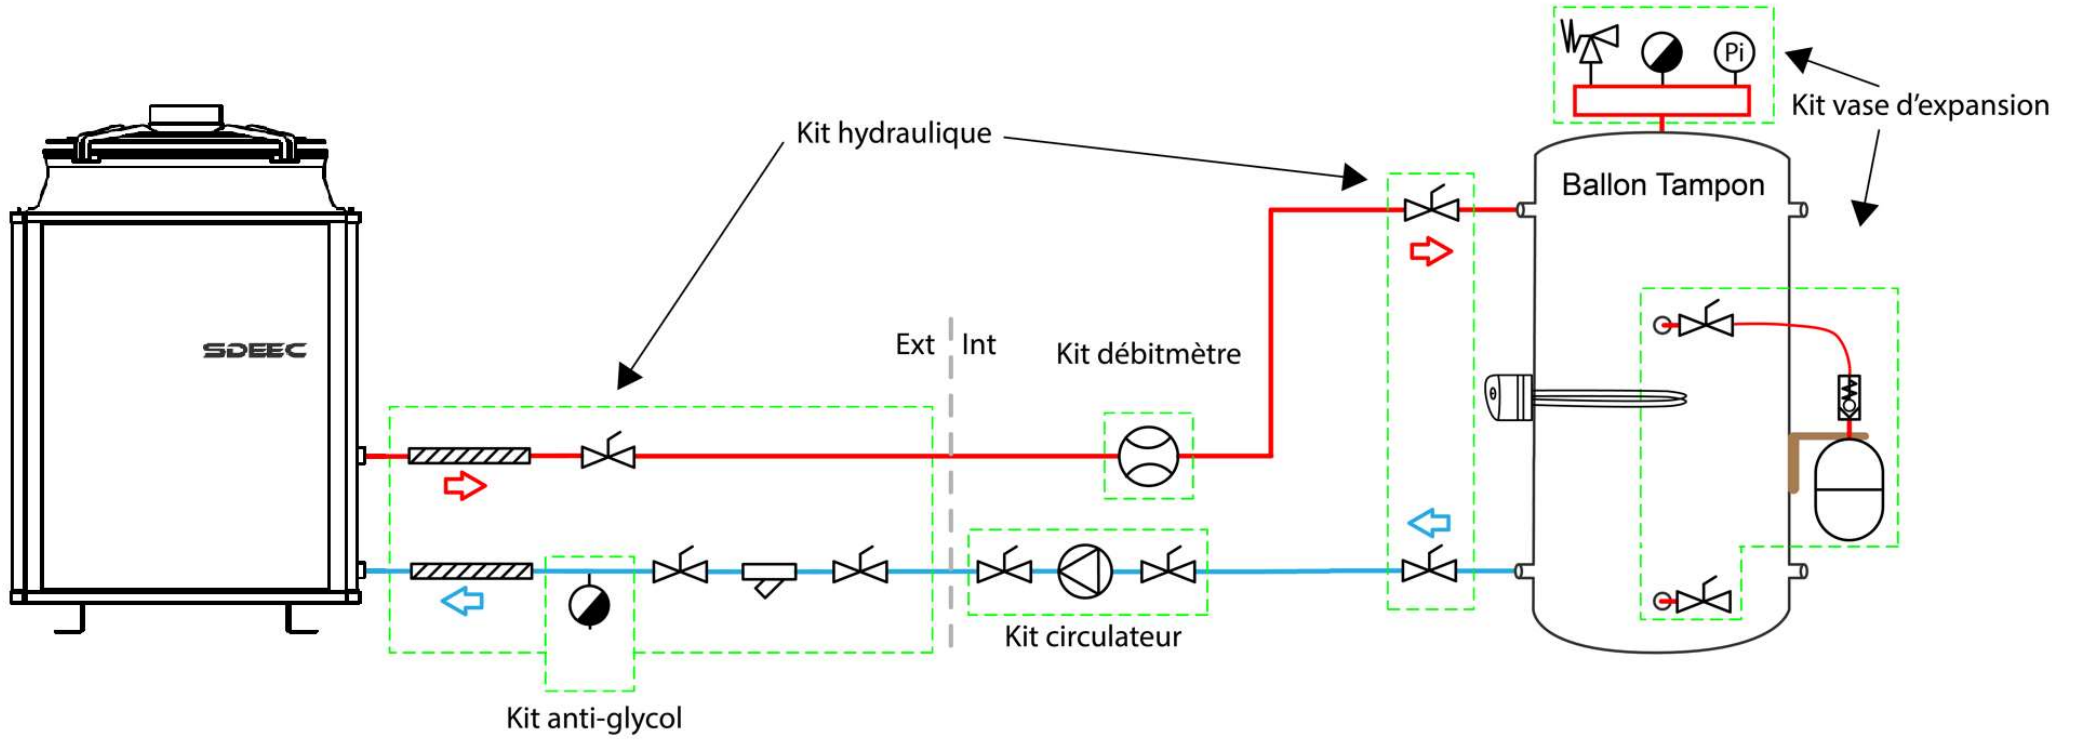 Pi
Kit vase d'expansion
Kit hydraulique
Ballon Tampon
SDEEC
Ext
Int
Kit débitmètre
Kit circulateur
Kit anti-glycol